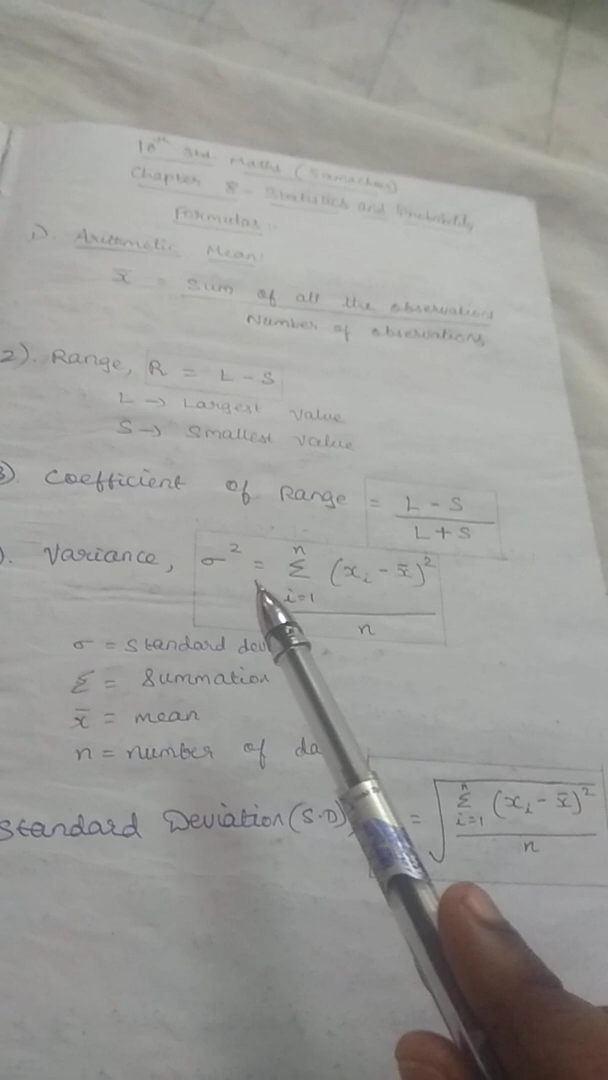 10th Std. Maths (Samacheer)
Chapter 8 - Statistics and Probability
Formulas :-
1). Arithmetic Mean:
x̄ = Sum of all the observations / Number of observations
2). Range, R = L - S
L → Largest value
S → Smallest value
3). Coefficient of Range = L - S / L + S
). Variance, σ² = Σ i=1 n (xᵢ - x̄)² / n
σ = Standard
Σ = Summation
x̄ = mean
n = number of
Standard Deviation (S.D) = √ Σ i=1 n (xᵢ - x̄)² / n